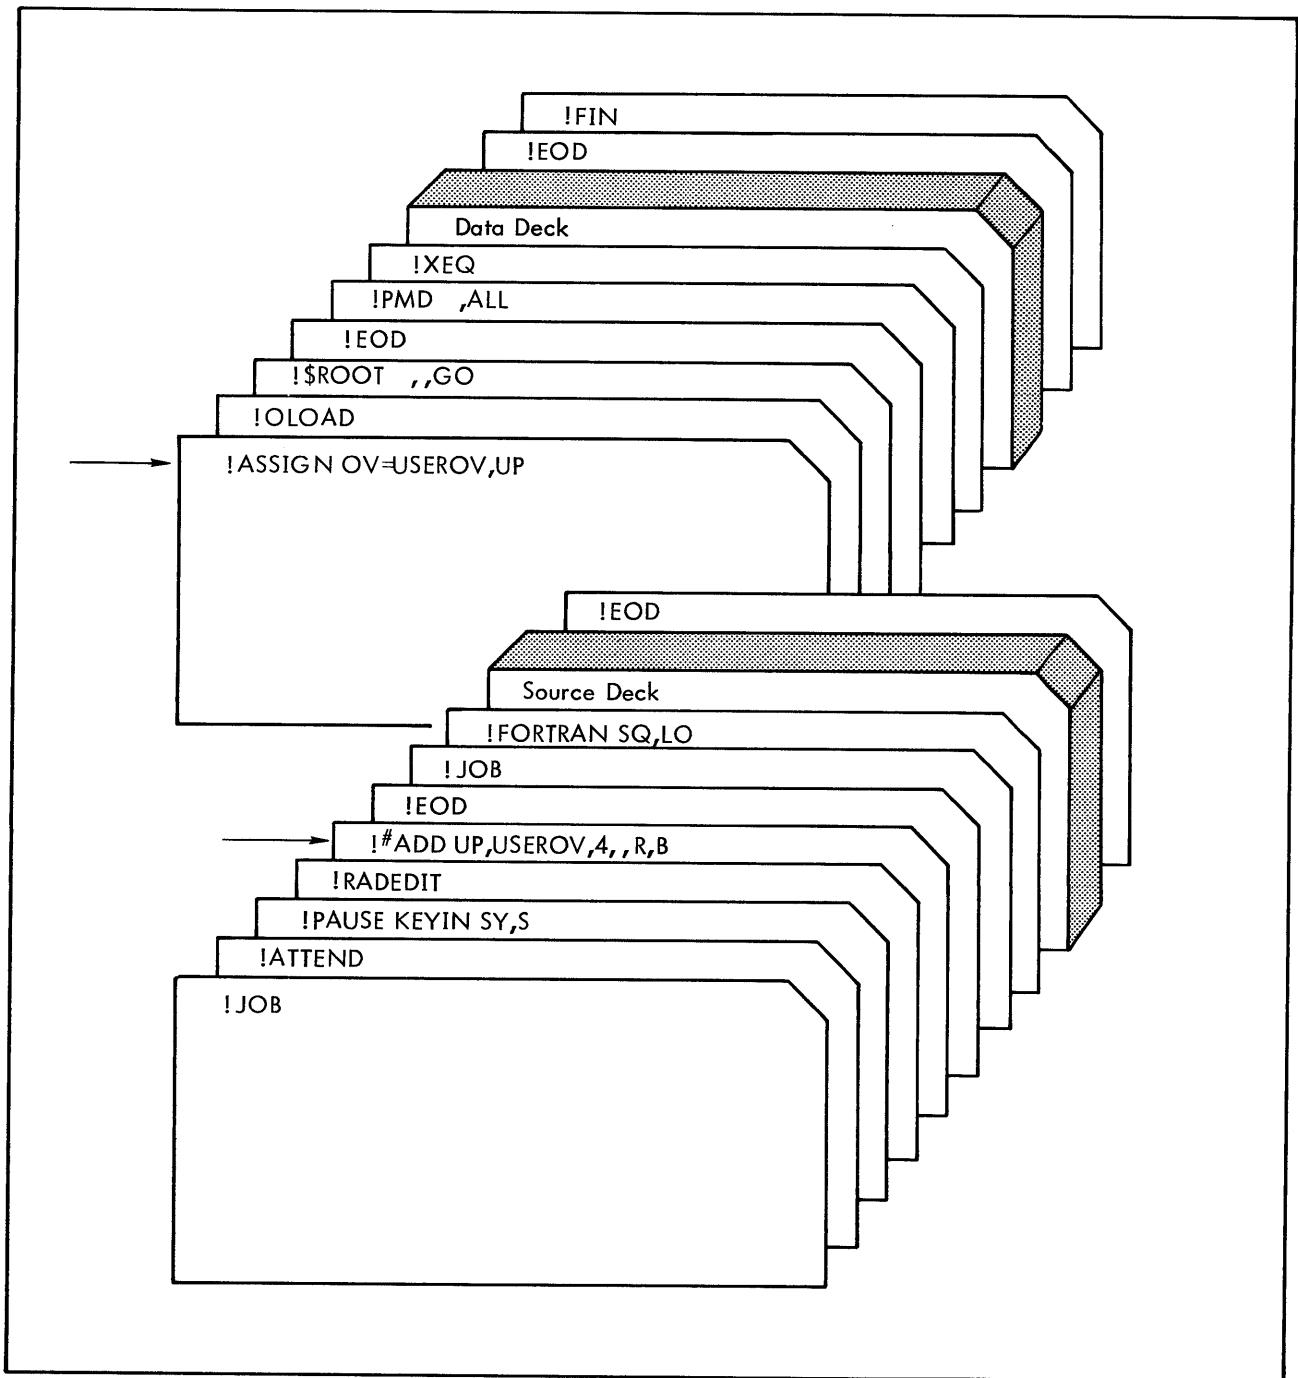 !FIN
!EOD
Data Deck
!XEQ
!PMD ,ALL
!EOD
!$ROOT ,,GO
!OLOAD
!ASSIGN OV=USEROV,UP
!EOD
Source Deck
!FORTRAN SQ,LO
!JOB
!EOD
!#ADD UP,USEROV,4,,R,B
!RADEDIT
!PAUSE KEYIN SY,S
!ATTEND
!JOB